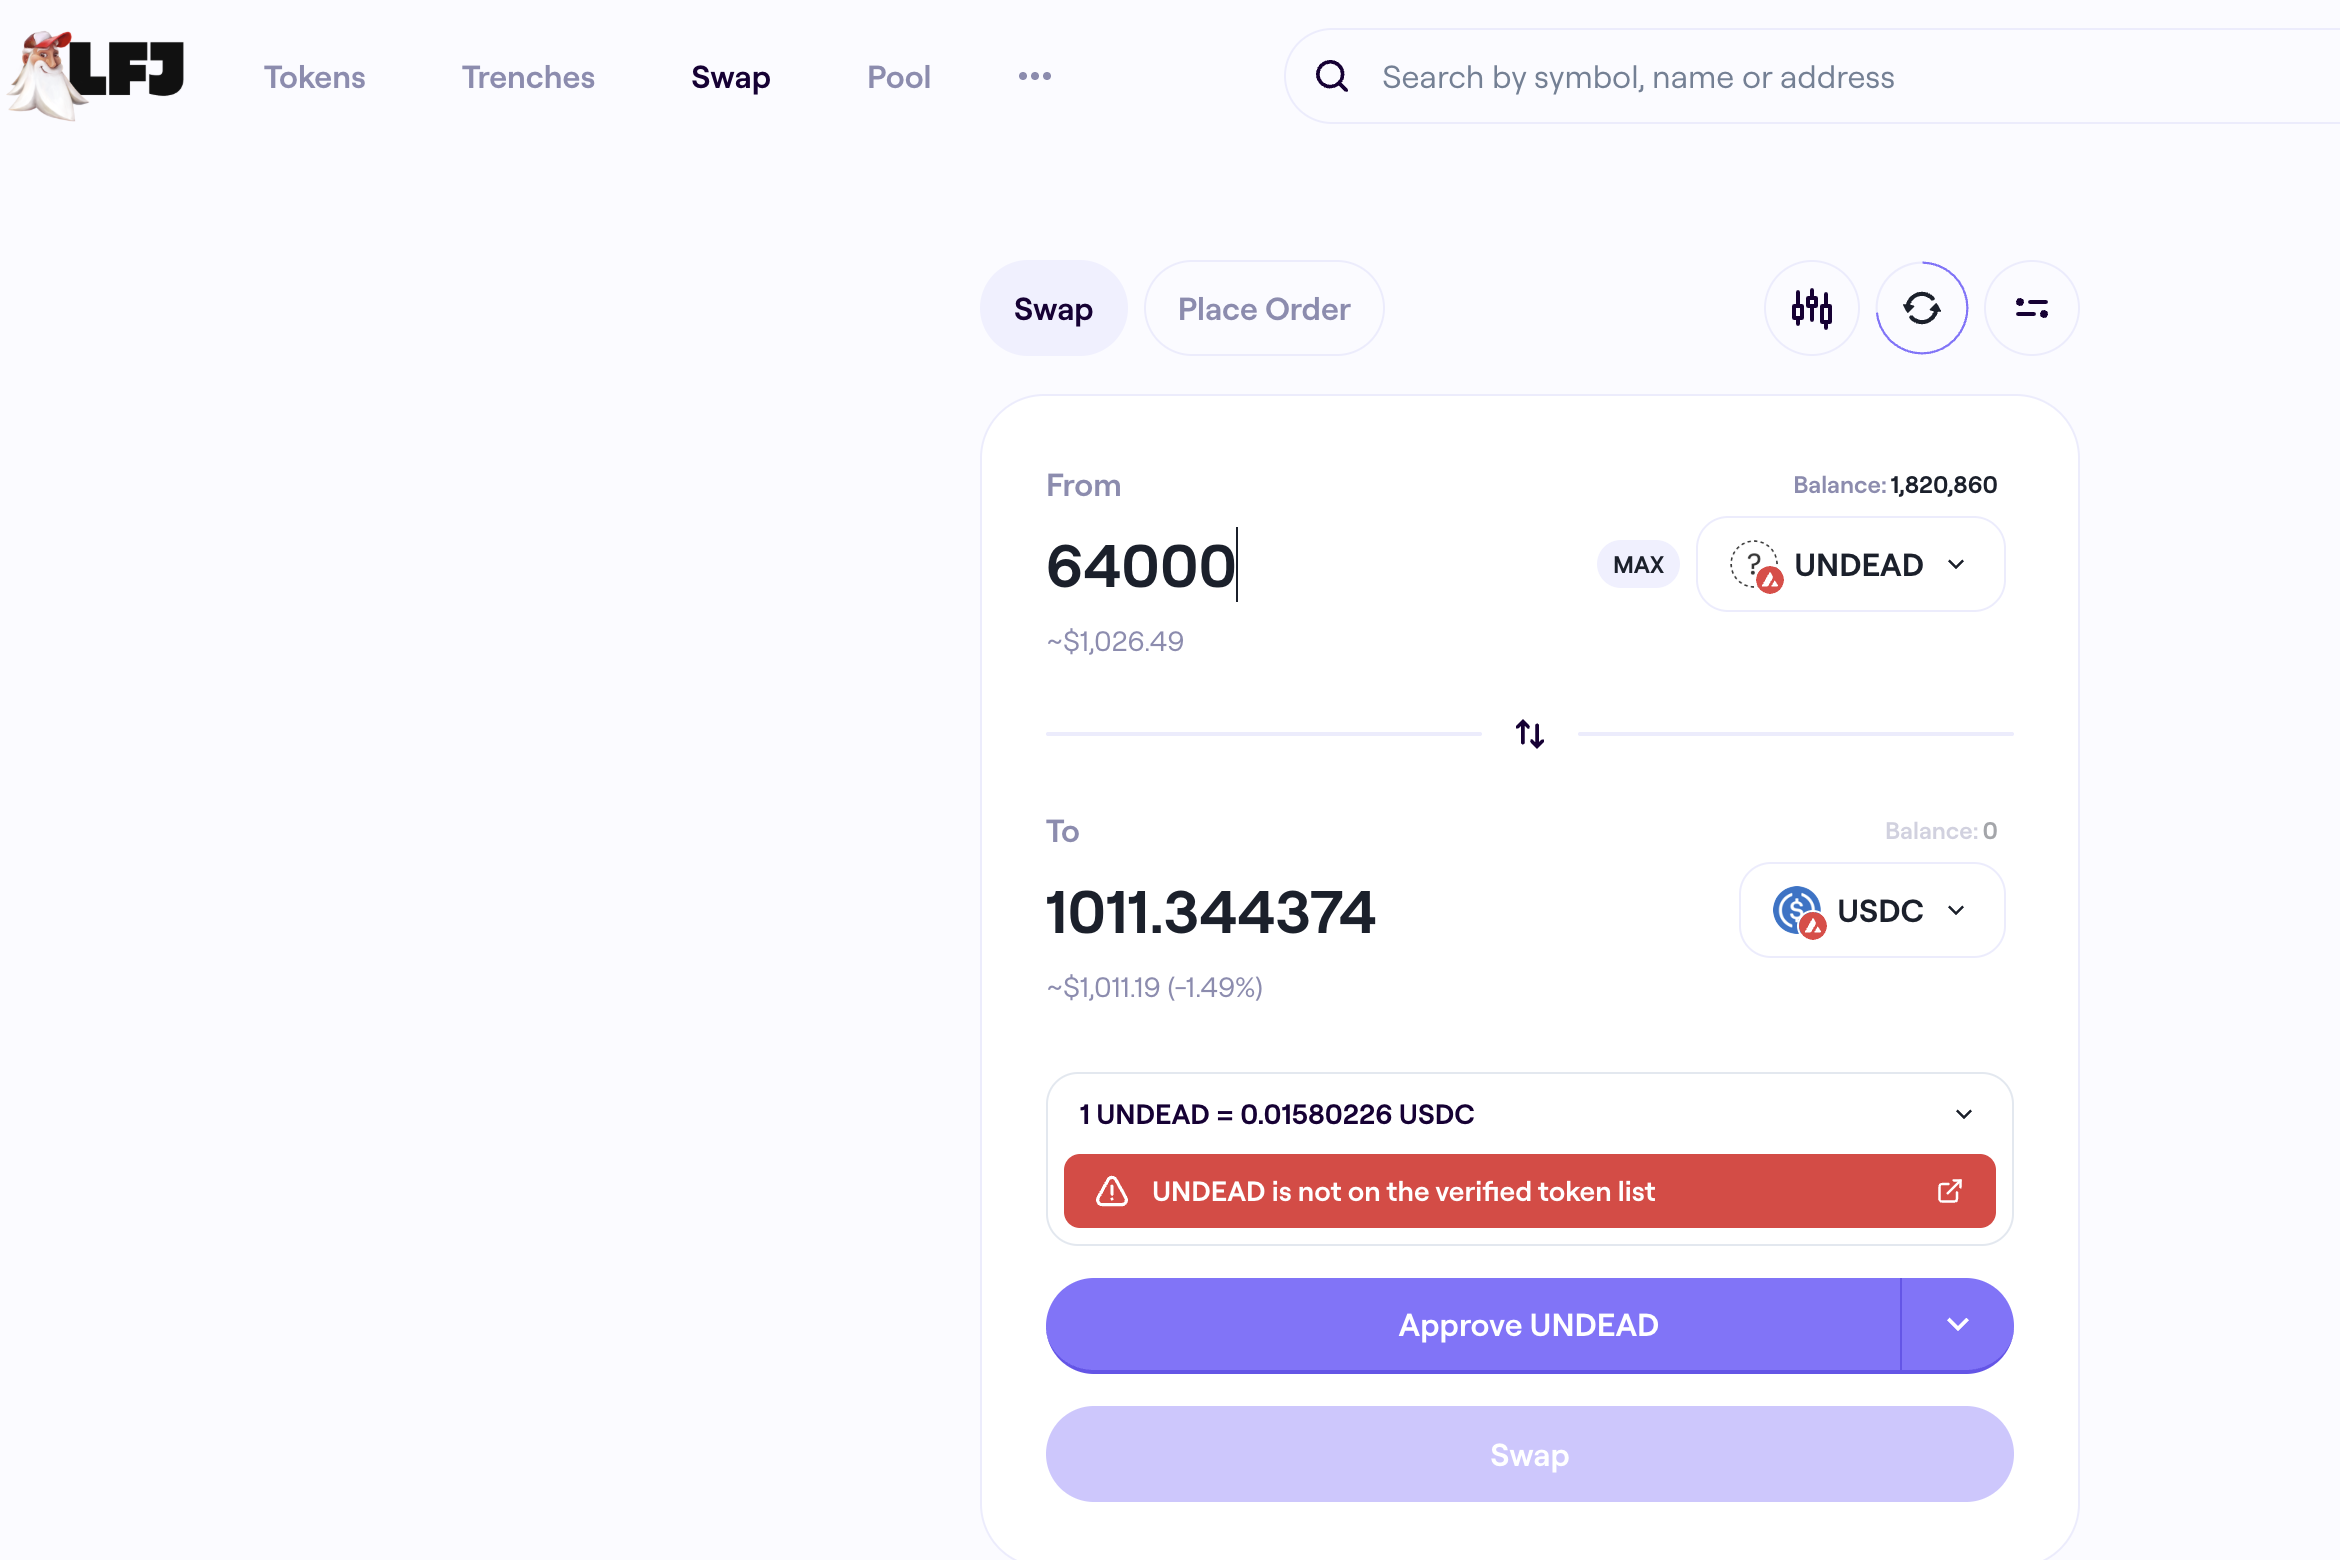 LFJ
Tokens
Trenches
Swap
Pool
Search by symbol, name or address
Swap
Place Order
From
Balance: 1,820,860
64000
MAX
UNDEAD
~$1,026.49
To
Balance: 0
1011.344374
USDC
~$1,011.19 (-1.49%)
1 UNDEAD = 0.01580226 USDC
UNDEAD is not on the verified token list
Approve UNDEAD
Swap